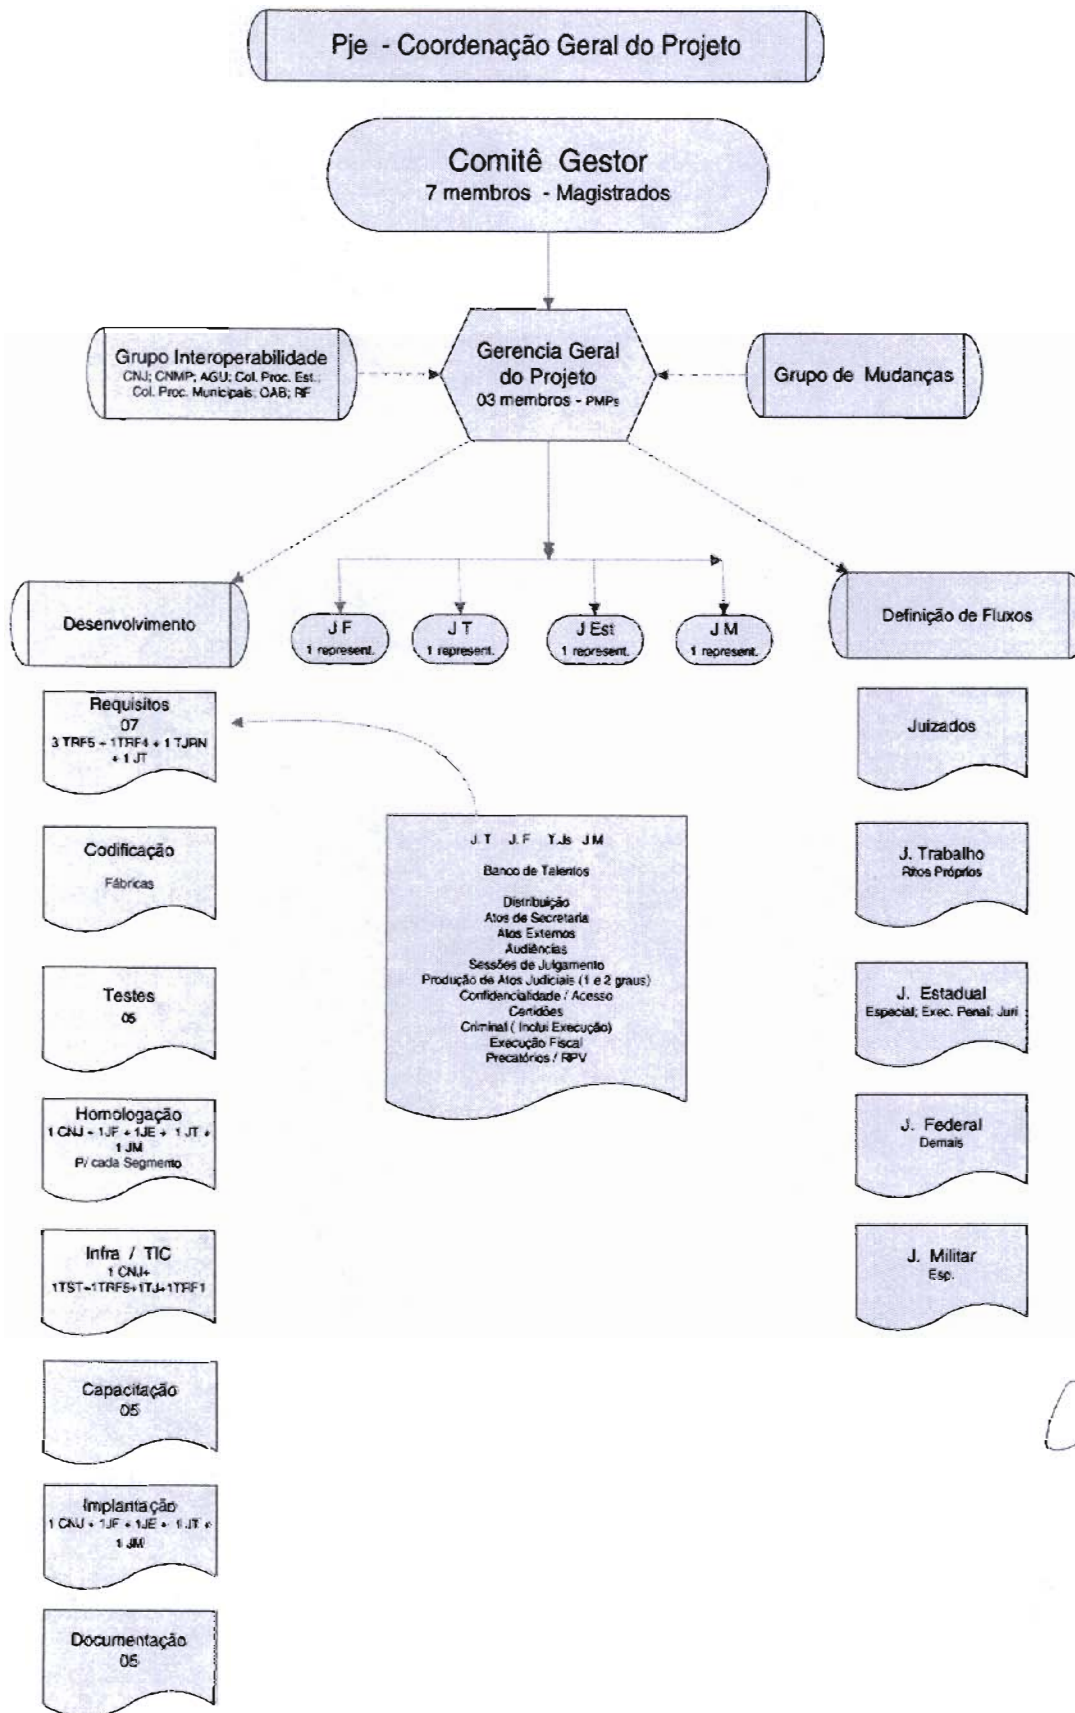 Pje - Coordenação Geral do Projeto
Comitê Gestor
7 membros - Magistrados
Grupo Interoperabilidade
CNJ; CNMP; AGU; Col. Proc. Est.;
Col. Proc. Municipais; OAB; RF
Gerencia Geral
do Projeto
03 membros - PMPs
Grupo de Mudanças
Desenvolvimento
J F
1 represent.
J T
1 represent.
J Est
1 represent.
J M
1 represent.
Definição de Fluxos
Requisitos
07
3 TRF5 + 1TRF4 + 1 TJRN
+ 1 JT
Codificação
Fábricas
Testes
05
Homologação
1 CNJ + 1JF + 1JE + 1 JT +
1 JM
P/ cada Segmento
Infra / TIC
1 CNJ+
1TST+1TRF5+1TJ+1TRF1
Capacitação
05
Implantação
1 CNJ + 1JF + 1JE + 1 JT +
1 JM
Documentação
05
J. T J. F TJs J M
Banco de Talentos
Distribuição
Atos de Secretaria
Atos Externos
Audiências
Sessões de Julgamento
Produção de Atos Judiciais (1 e 2 graus)
Confidencialidade / Acesso
Certidões
Criminal ( Inclui Execução)
Execução Fiscal
Precatórios / RPV
Juizados
J. Trabalho
Ritos Próprios
J. Estadual
Especial; Exec. Penal; Juri
J. Federal
Demais
J. Militar
Esp.